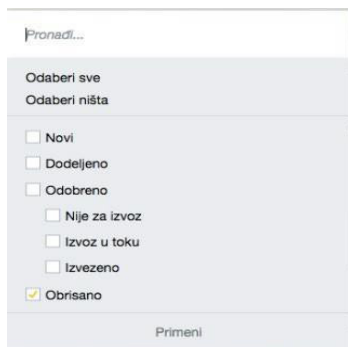 Pronađi...
Odaberi sve
Odaberi ništa
Novi
Dodeljeno
Odobreno
Nije za izvoz
Izvoz u toku
Izvezeno
Obrisano
Primeni